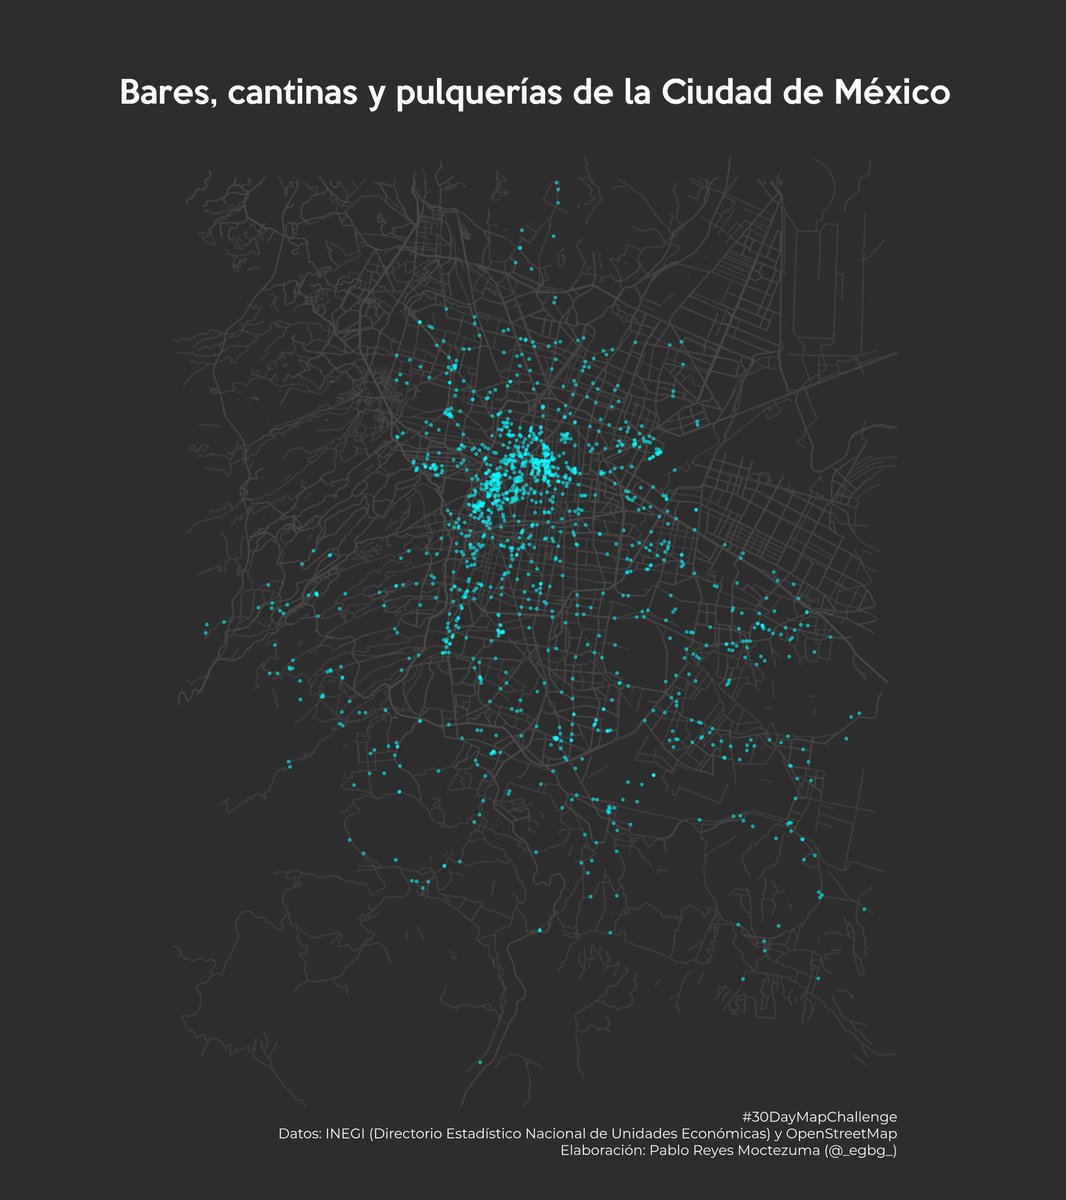 Bares, cantinas y pulquerías de la Ciudad de México
#30DayMapChallenge
Datos: INEGI (Directorio Estadístico Nacional de Unidades Económicas) y OpenStreetMap
Elaboración: Pablo Reyes Moctezuma (@_egbg_)